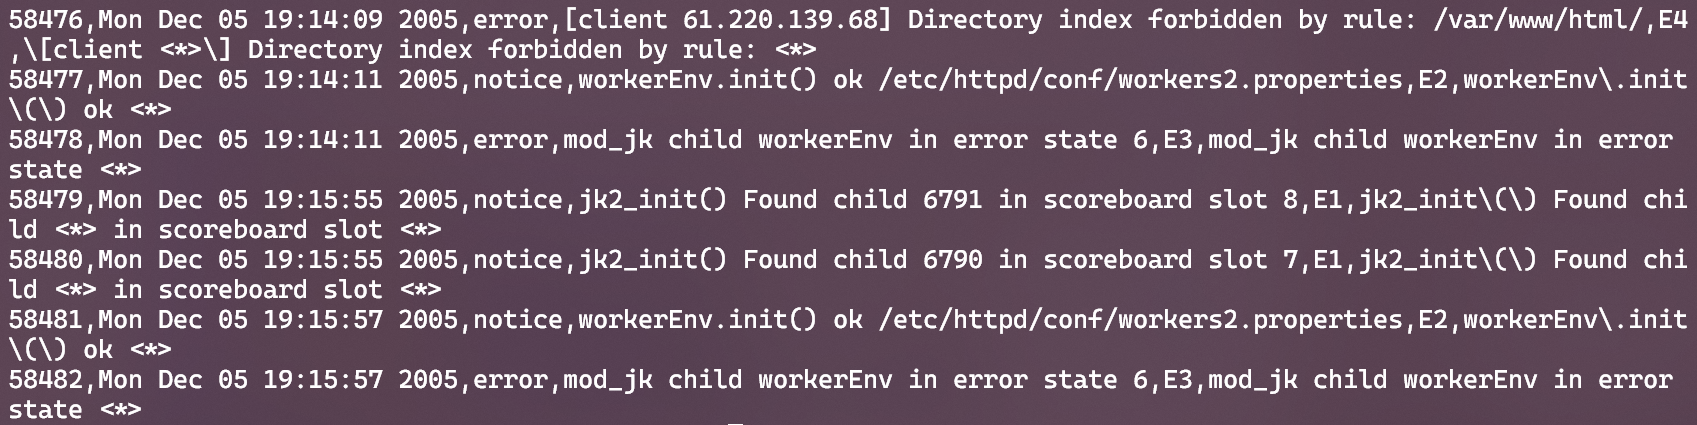 58476,Mon Dec 05 19:14:09 2005,error,[client 61.220.139.68] Directory index forbidden by rule: /var/www/html/,E4
,\[client <*>\] Directory index forbidden by rule: <*>
58477,Mon Dec 05 19:14:11 2005,notice,workerEnv.init() ok /etc/httpd/conf/workers2.properties,E2,workerEnv\.init
\(\) ok <*>
58478,Mon Dec 05 19:14:11 2005,error,mod_jk child workerEnv in error state 6,E3,mod_jk child workerEnv in error
state <*>
58479,Mon Dec 05 19:15:55 2005,notice,jk2_init() Found child 6791 in scoreboard slot 8,E1,jk2_init\(\) Found chi
ld <*> in scoreboard slot <*>
58480,Mon Dec 05 19:15:55 2005,notice,jk2_init() Found child 6790 in scoreboard slot 7,E1,jk2_init\(\) Found chi
ld <*> in scoreboard slot <*>
58481,Mon Dec 05 19:15:57 2005,notice,workerEnv.init() ok /etc/httpd/conf/workers2.properties,E2,workerEnv\.init
\(\) ok <*>
58482,Mon Dec 05 19:15:57 2005,error,mod_jk child workerEnv in error state 6,E3,mod_jk child workerEnv in error
state <*>